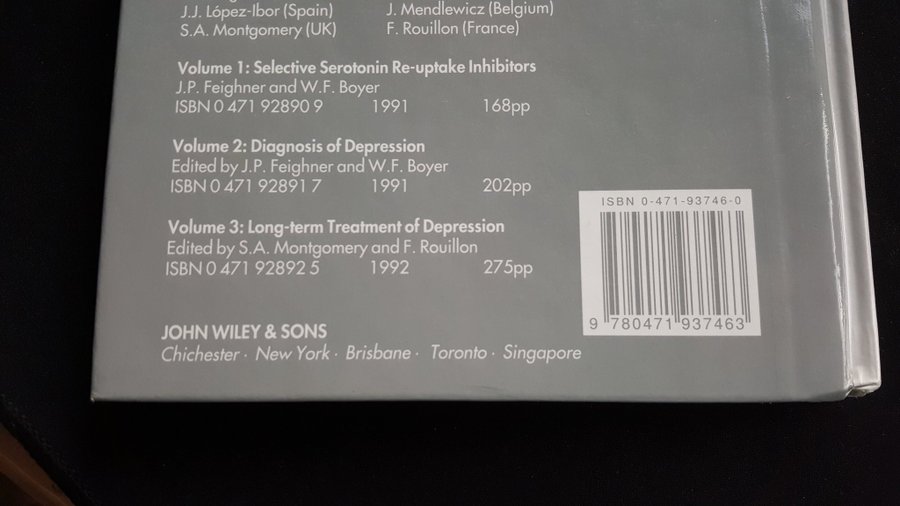 J.J. López-Ibor (Spain) J. Mendlewicz (Belgium)
S.A. Montgomery (UK) F. Rouillon (France)
Volume 1: Selective Serotonin Re-uptake Inhibitors
J.P. Feighner and W.F. Boyer
ISBN 0 471 92890 9 1991 168pp
Volume 2: Diagnosis of Depression
Edited by J.P. Feighner and W.F. Boyer
ISBN 0 471 92891 7 1991 202pp
Volume 3: Long-term Treatment of Depression
Edited by S.A. Montgomery and F. Rouillon
ISBN 0 471 92892 5 1992 275pp
ISBN 0-471-93746-0
9 780471 937463
JOHN WILEY & SONS
Chichester · New York · Brisbane · Toronto · Singapore